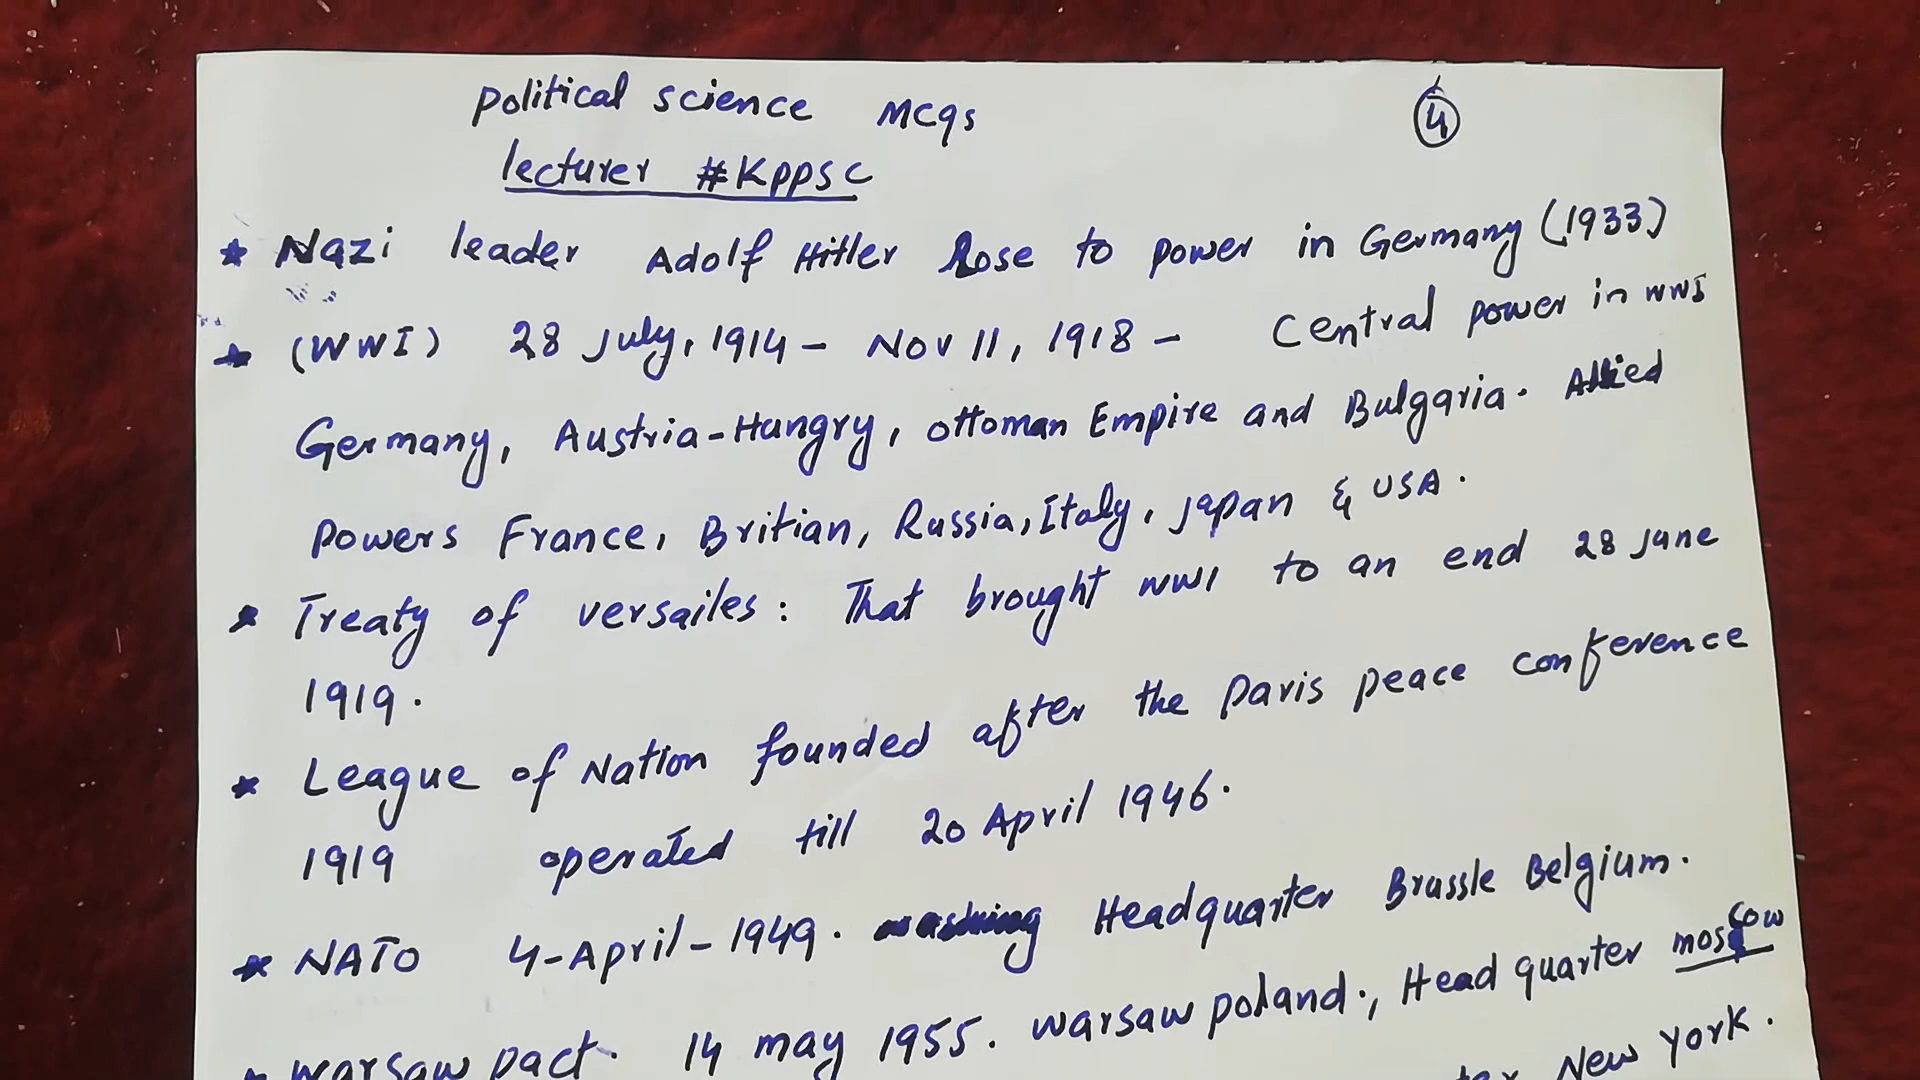 Political science MCQs
4
lecturer #KPPSC
* Nazi leader Adolf Hitler Rose to power in Germany (1933)
* (WWI) 28 July, 1914 - Nov 11, 1918 - Central power in WWI
Germany, Austria-Hungry, Ottoman Empire and Bulgaria. Allied
Powers France, Britian, Russia, Italy, Japan & USA.
* Treaty of versailes: That brought WWI to an end 28 June
1919.
* League of Nation founded after the Paris peace conference
1919 operated till 20 April 1946.
* NATO 4-April-1949. Headquarter Brussle Belgium.
* Warsaw pact. 14 may 1955. Warsaw poland., Headquarter moscow
New York.